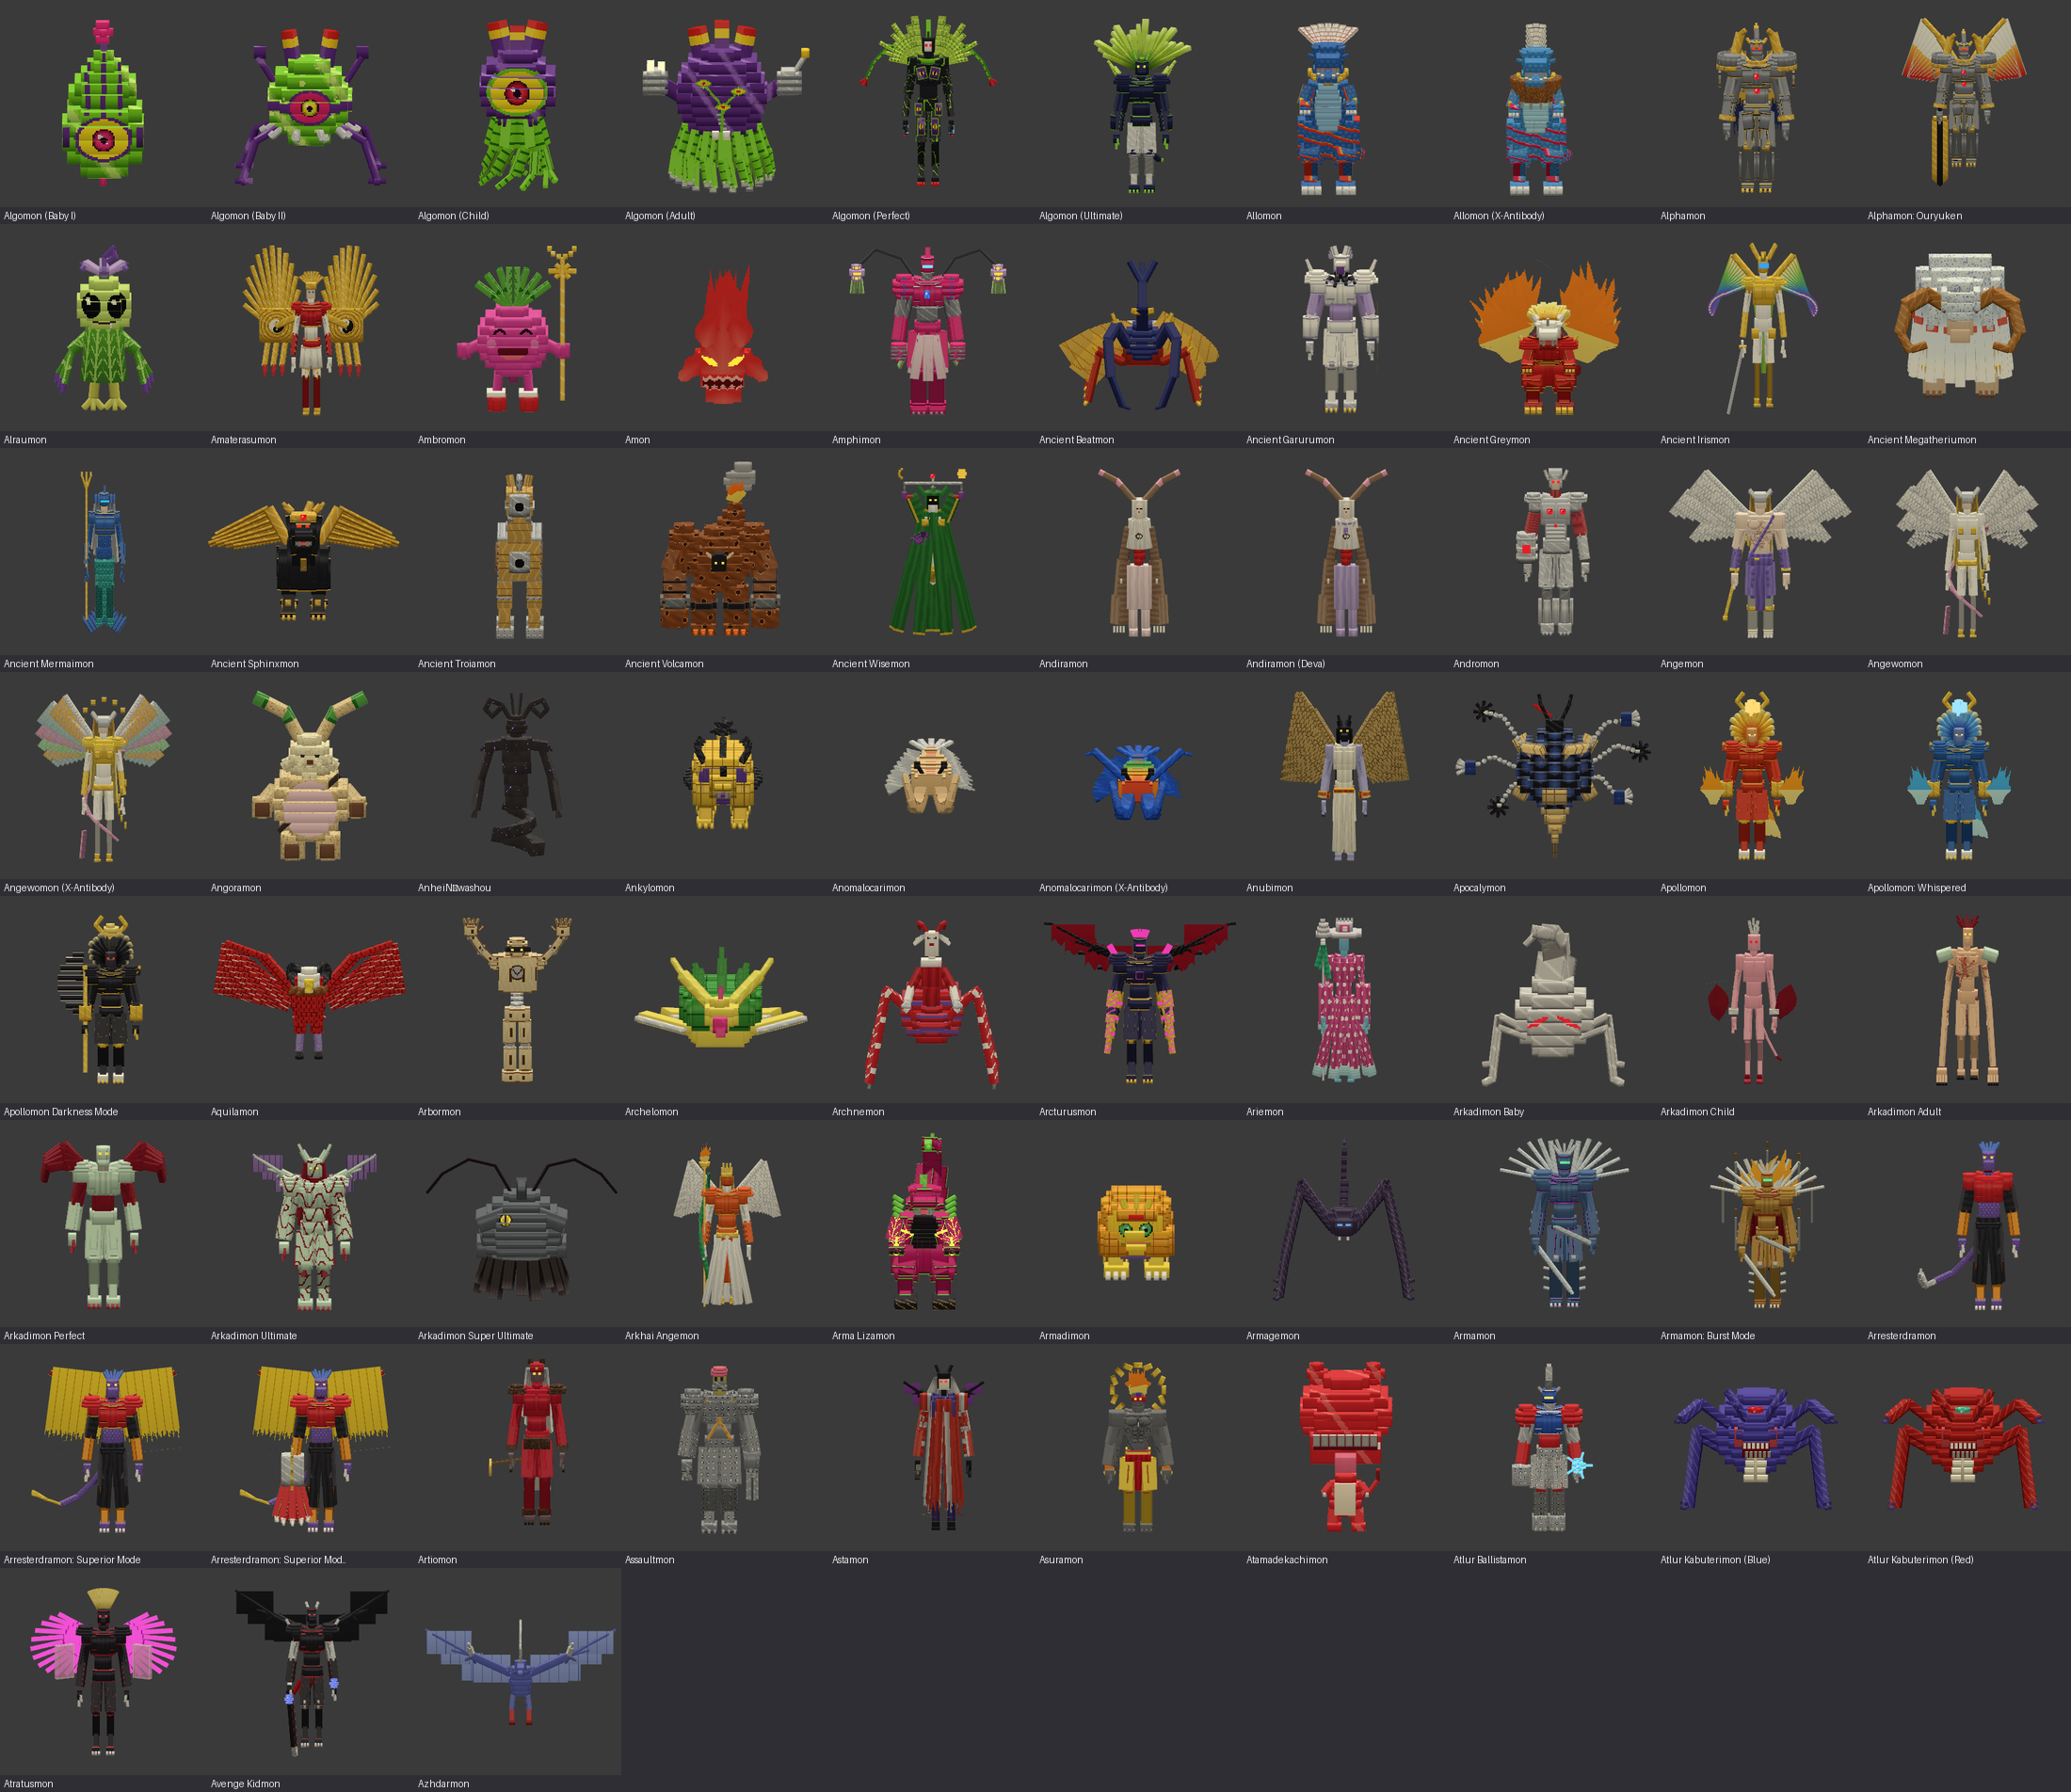 Algomon (Baby I) Algomon (Baby II) Algomon (Child) Algomon (Adult) Algomon (Perfect) Algomon (Ultimate) Allomon Allomon (X-Antibody) Alphamon Alphamon: Ouryuken
Alraumon Amaterasumon Ambromon Amon Amphimon Ancient Beatmon Ancient Garurumon Ancient Greymon Ancient Irismon Ancient Megatheriumon
Ancient Mermaimon Ancient Sphinxmon Ancient Troiamon Ancient Volcamon Ancient Wisemon Andiramon Andiramon (Deva) Andromon Angemon Angewomon
Angewomon (X-Antibody) Angoramon Ankylomon Anomalocarimon Anomalocarimon (X-Antibody) Anubimon Apocalymon Apollomon Apollomon: Whispered
Apollomon Darkness Mode Aquilamon Arbormon Archelomon Archnemon Arcturusmon Ariemon Arkadimon Baby Arkadimon Child Arkadimon Adult
Arkadimon Perfect Arkadimon Ultimate Arkadimon Super Ultimate Arkhai Angemon Arma Lizamon Armadimon Armagemon Armamon Armamon: Burst Mode Arresterdramon
Arresterdramon: Superior Mode Arresterdramon: Superior Mod.. Artiomon Assaultmon Astamon Asuramon Atamadekachimon Atlur Ballistamon Atlur Kabuterimon (Blue) Atlur Kabuterimon (Red)
Atratusmon Avenge Kidmon Azhdarmon